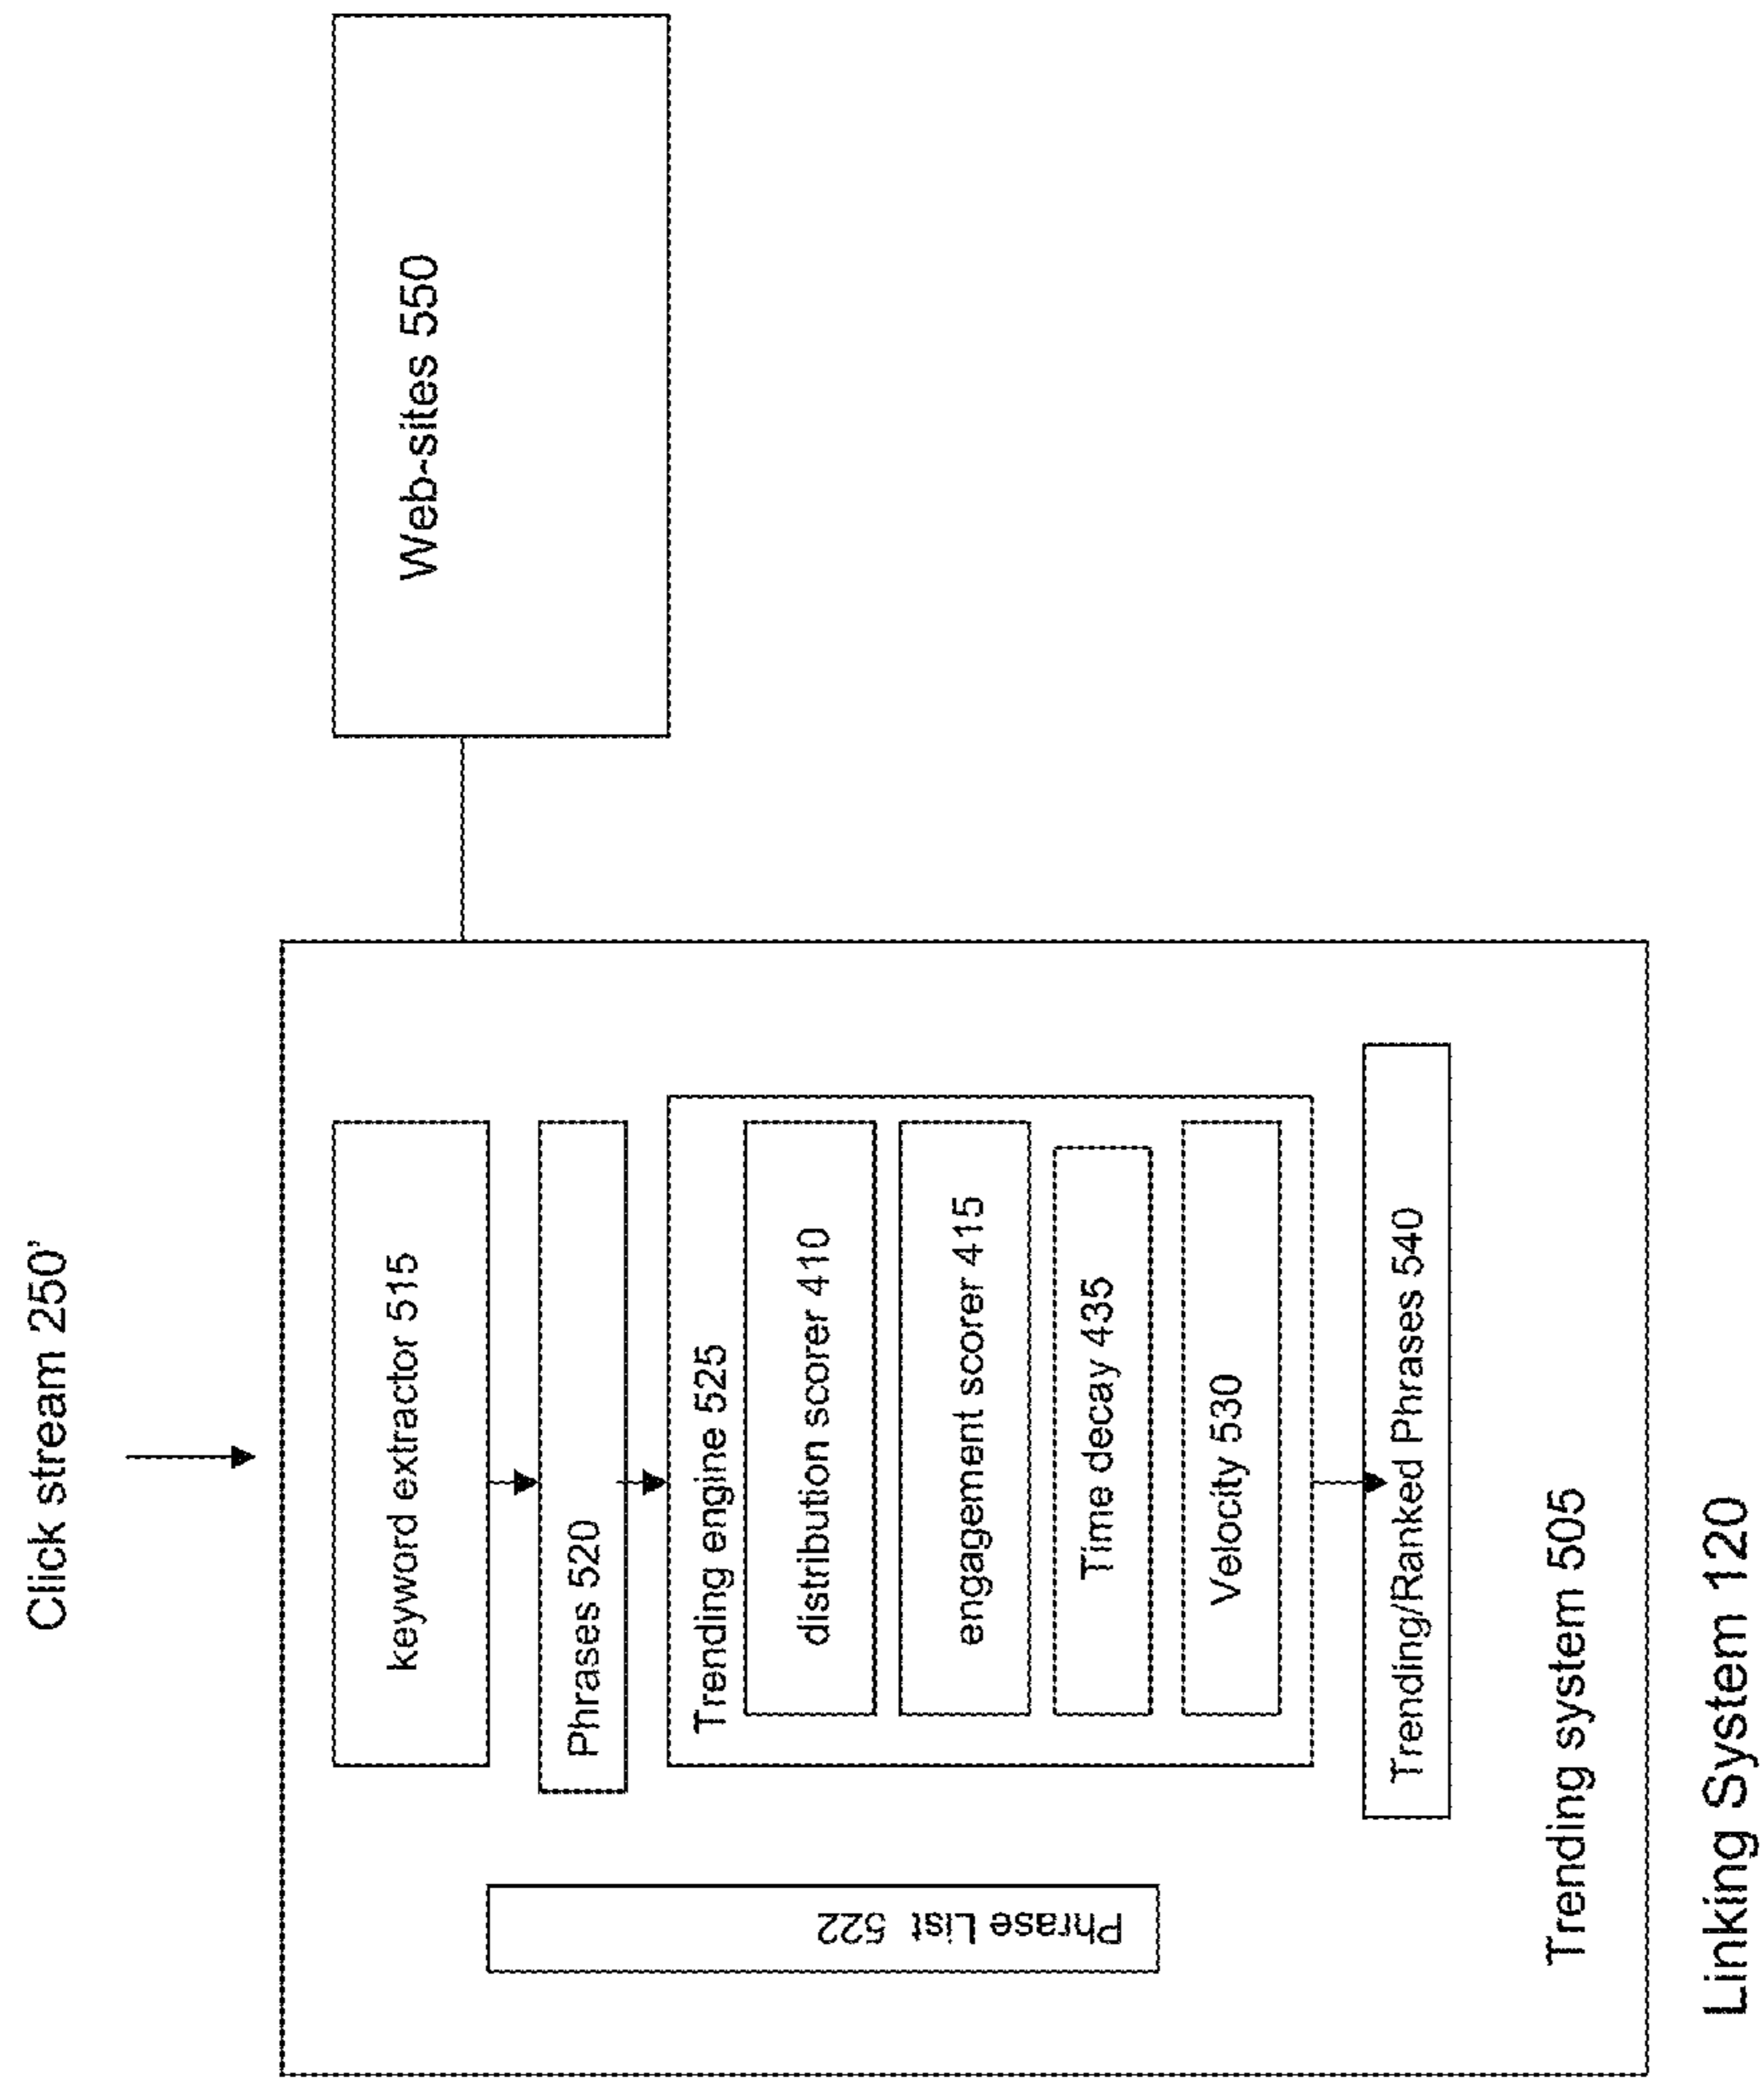 Click stream 250’
keyword extractor 515
Phrases 520
Phrase List 522
Trending engine 525
distribution scorer 410
engagement scorer 415
Time decay 435
Velocity 530
Trending/Ranked Phrases 540
Trending system 505
Linking System 120
Web-sites 550